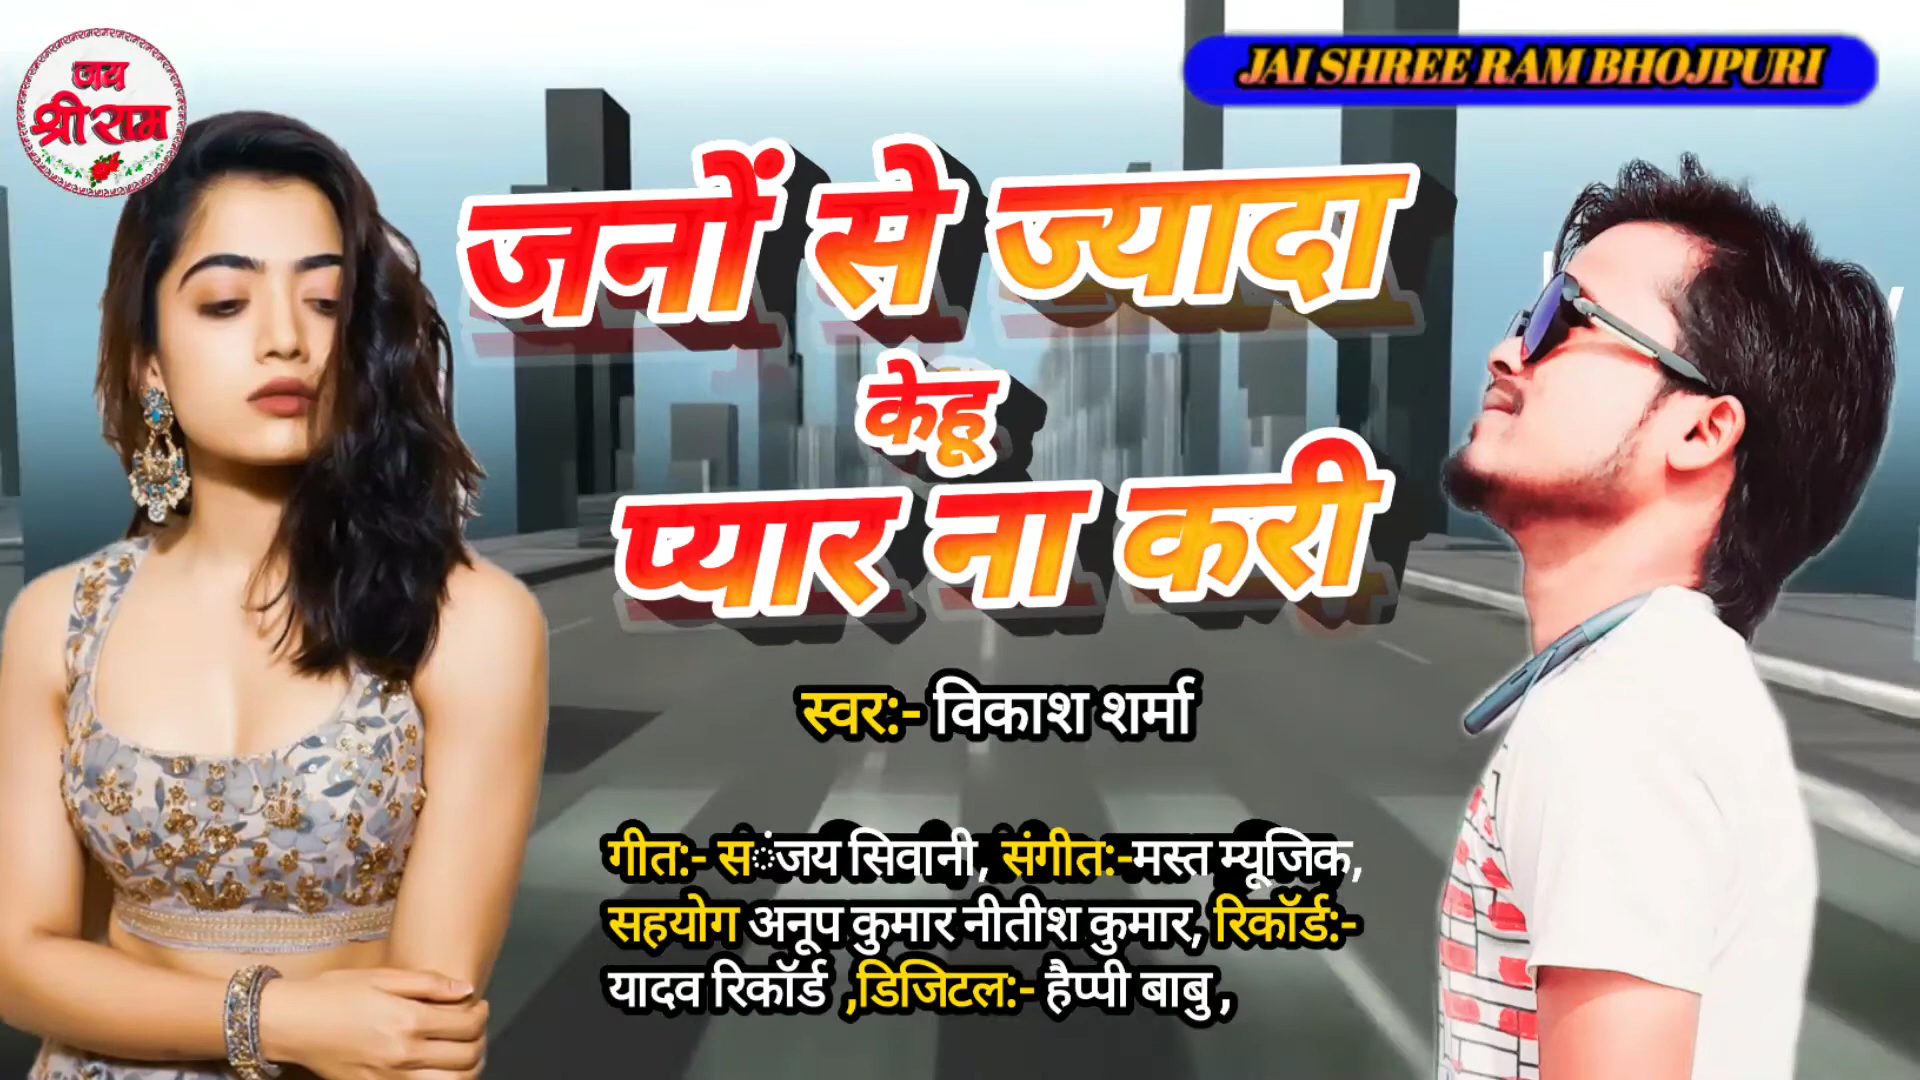 जय
श्री राम
JAI SHREE RAM BHOJPURI
जनों से ज्यादा
केहू
प्यार ना करी
स्वर:- विकाश शर्मा
गीत:- स ंजय सिवानी, संगीत:-मस्त म्यूजिक,
सहयोग अनूप कुमार नीतीश कुमार, रिकॉर्ड:-
यादव रिकॉर्ड ,डिजिटल:- हैप्पी बाबु ,